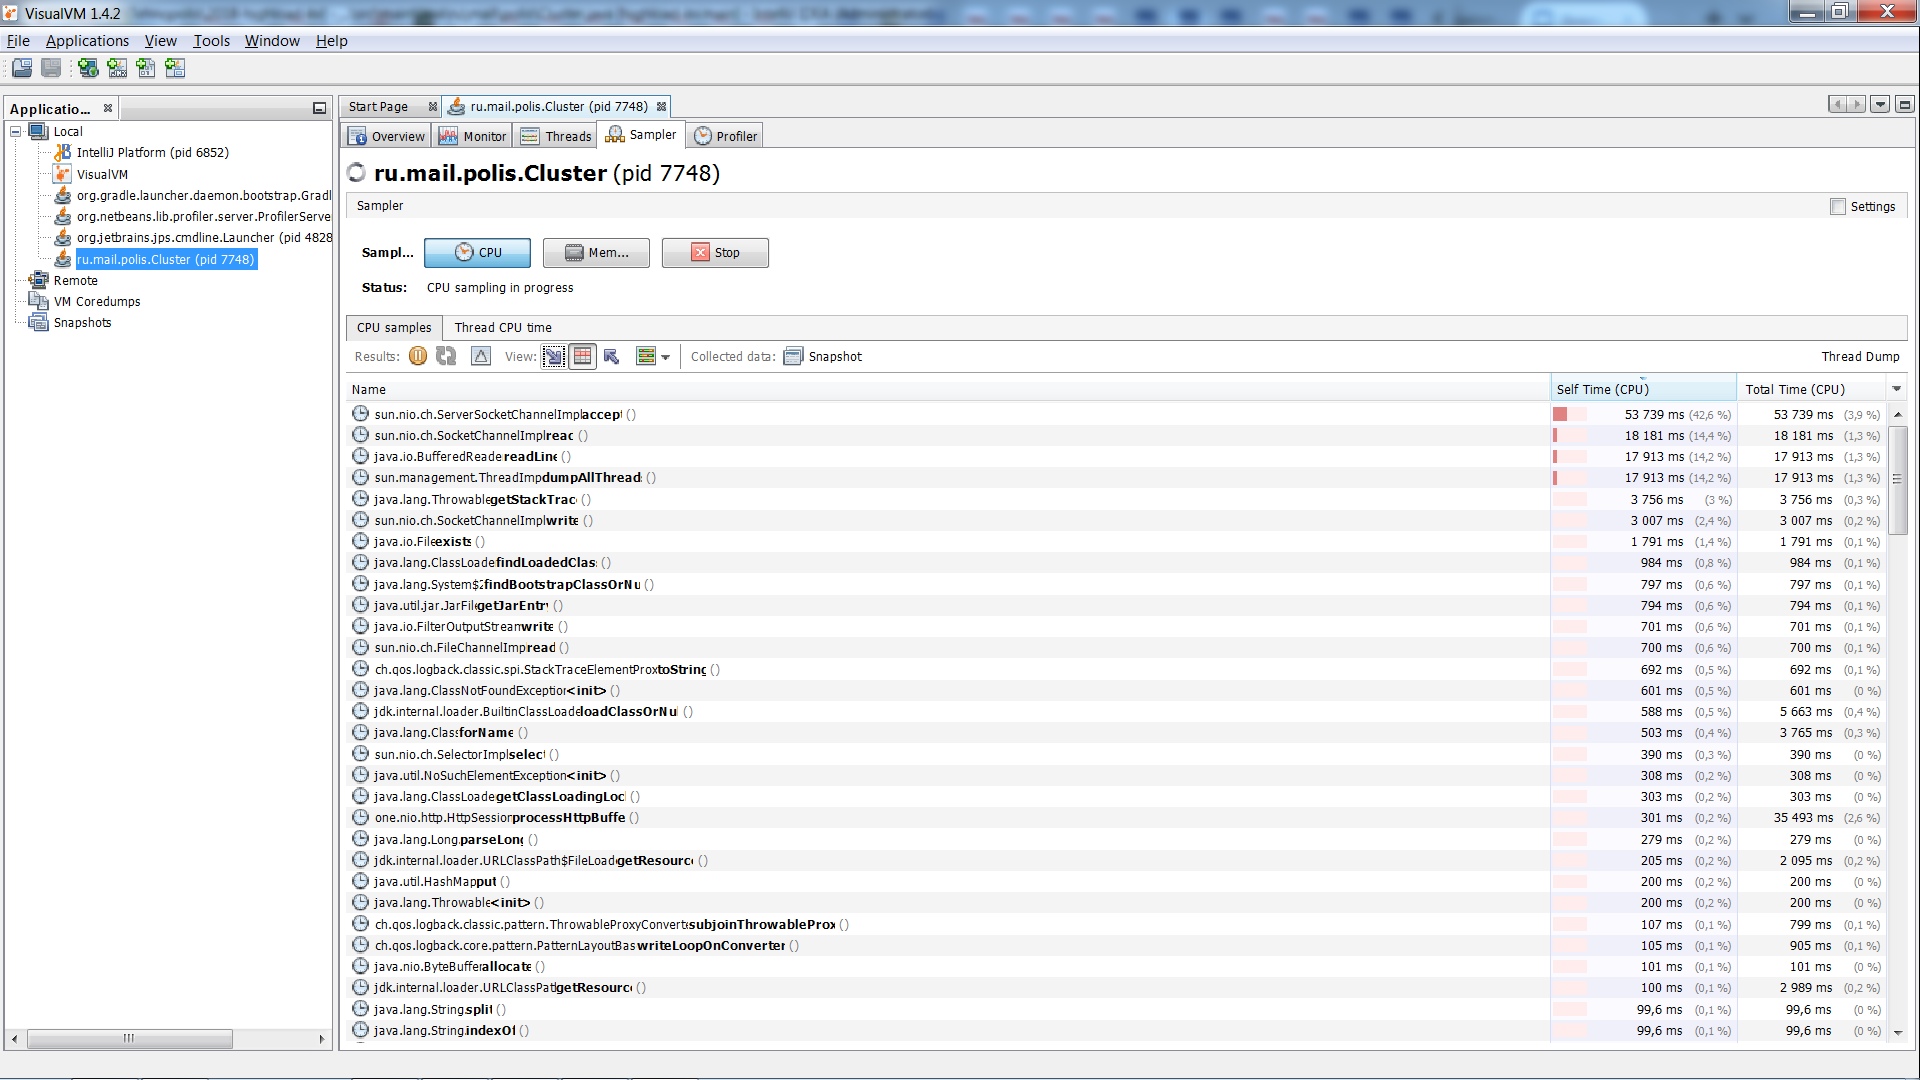 VisualVM 1.4.2
File Applications View Tools Window Help
Applicatio...
Local
IntelliJ Platform (pid 6852)
VisualVM
org.gradle.launcher.daemon.bootstrap.Gradl
org.netbeans.lib.profiler.server.ProfilerServe
org.jetbrains.jps.cmdline.Launcher (pid 4828
ru.mail.polis.Cluster (pid 7748)
Remote
VM Coredumps
Snapshots
Start Page ru.mail.polis.Cluster (pid 7748)
Overview Monitor Threads Sampler Profiler
ru.mail.polis.Cluster (pid 7748)
Sampler Settings
Sampl... CPU Mem... Stop
Status: CPU sampling in progress
CPU samples Thread CPU time
Results: View: Collected data: Snapshot Thread Dump
Name Self Time (CPU) Total Time (CPU)
sun.nio.ch.ServerSocketChannelImplaccept () 53 739 ms (42,6 %) 53 739 ms (3,9 %)
sun.nio.ch.SocketChannelImplread () 18 181 ms (14,4 %) 18 181 ms (1,3 %)
java.io.BufferedReadereadLine () 17 913 ms (14,2 %) 17 913 ms (1,3 %)
sun.management.ThreadImpdumpAllThread: () 17 913 ms (14,2 %) 17 913 ms (1,3 %)
java.lang.ThrowablegetStackTrac () 3 756 ms (3 %) 3 756 ms (0,3 %)
sun.nio.ch.SocketChannelImplwrite () 3 007 ms (2,4 %) 3 007 ms (0,2 %)
java.io.Fileexists () 1 791 ms (1,4 %) 1 791 ms (0,1 %)
java.lang.ClassLoadefindLoadedClas () 984 ms (0,8 %) 984 ms (0,1 %)
java.lang.System$2findBootstrapClassOrNu () 797 ms (0,6 %) 797 ms (0,1 %)
java.util.jar.JarFilgetJarEntry () 794 ms (0,6 %) 794 ms (0,1 %)
java.io.FilterOutputStreamwrite () 701 ms (0,6 %) 701 ms (0,1 %)
sun.nio.ch.FileChannelImpread () 700 ms (0,6 %) 700 ms (0,1 %)
ch.qos.logback.classic.spi.StackTraceElementProxtoString () 692 ms (0,5 %) 692 ms (0,1 %)
java.lang.ClassNotFoundException<init> () 601 ms (0,5 %) 601 ms (0 %)
jdk.internal.loader.BuiltinClassLoadeloadClassOrNul () 588 ms (0,5 %) 5 663 ms (0,4 %)
java.lang.ClassforName () 503 ms (0,4 %) 3 765 ms (0,3 %)
sun.nio.ch.SelectorImplselect () 390 ms (0,3 %) 390 ms (0 %)
java.util.NoSuchElementException<init> () 308 ms (0,2 %) 308 ms (0 %)
java.lang.ClassLoadegetClassLoadingLoc () 303 ms (0,2 %) 303 ms (0 %)
one.nio.http.HttpSessionprocessHttpBuffe () 301 ms (0,2 %) 35 493 ms (2,6 %)
java.lang.Long.parseLong () 279 ms (0,2 %) 279 ms (0 %)
jdk.internal.loader.URLClassPath$FileLoadgetResourc () 205 ms (0,2 %) 2 095 ms (0,2 %)
java.util.HashMapput () 200 ms (0,2 %) 200 ms (0 %)
java.lang.Throwable<init> () 200 ms (0,2 %) 200 ms (0 %)
ch.qos.logback.classic.pattern.ThrowableProxyConvertesubjoinThrowableProx () 107 ms (0,1 %) 799 ms (0,1 %)
ch.qos.logback.core.pattern.PatternLayoutBaswriteLoopOnConverter () 105 ms (0,1 %) 905 ms (0,1 %)
java.nio.ByteBufferallocate () 101 ms (0,1 %) 101 ms (0 %)
jdk.internal.loader.URLClassPathgetResourc () 100 ms (0,1 %) 2 989 ms (0,2 %)
java.lang.String.split () 99,6 ms (0,1 %) 99,6 ms (0 %)
java.lang.String.indexOf () 99,6 ms (0,1 %) 99,6 ms (0 %)